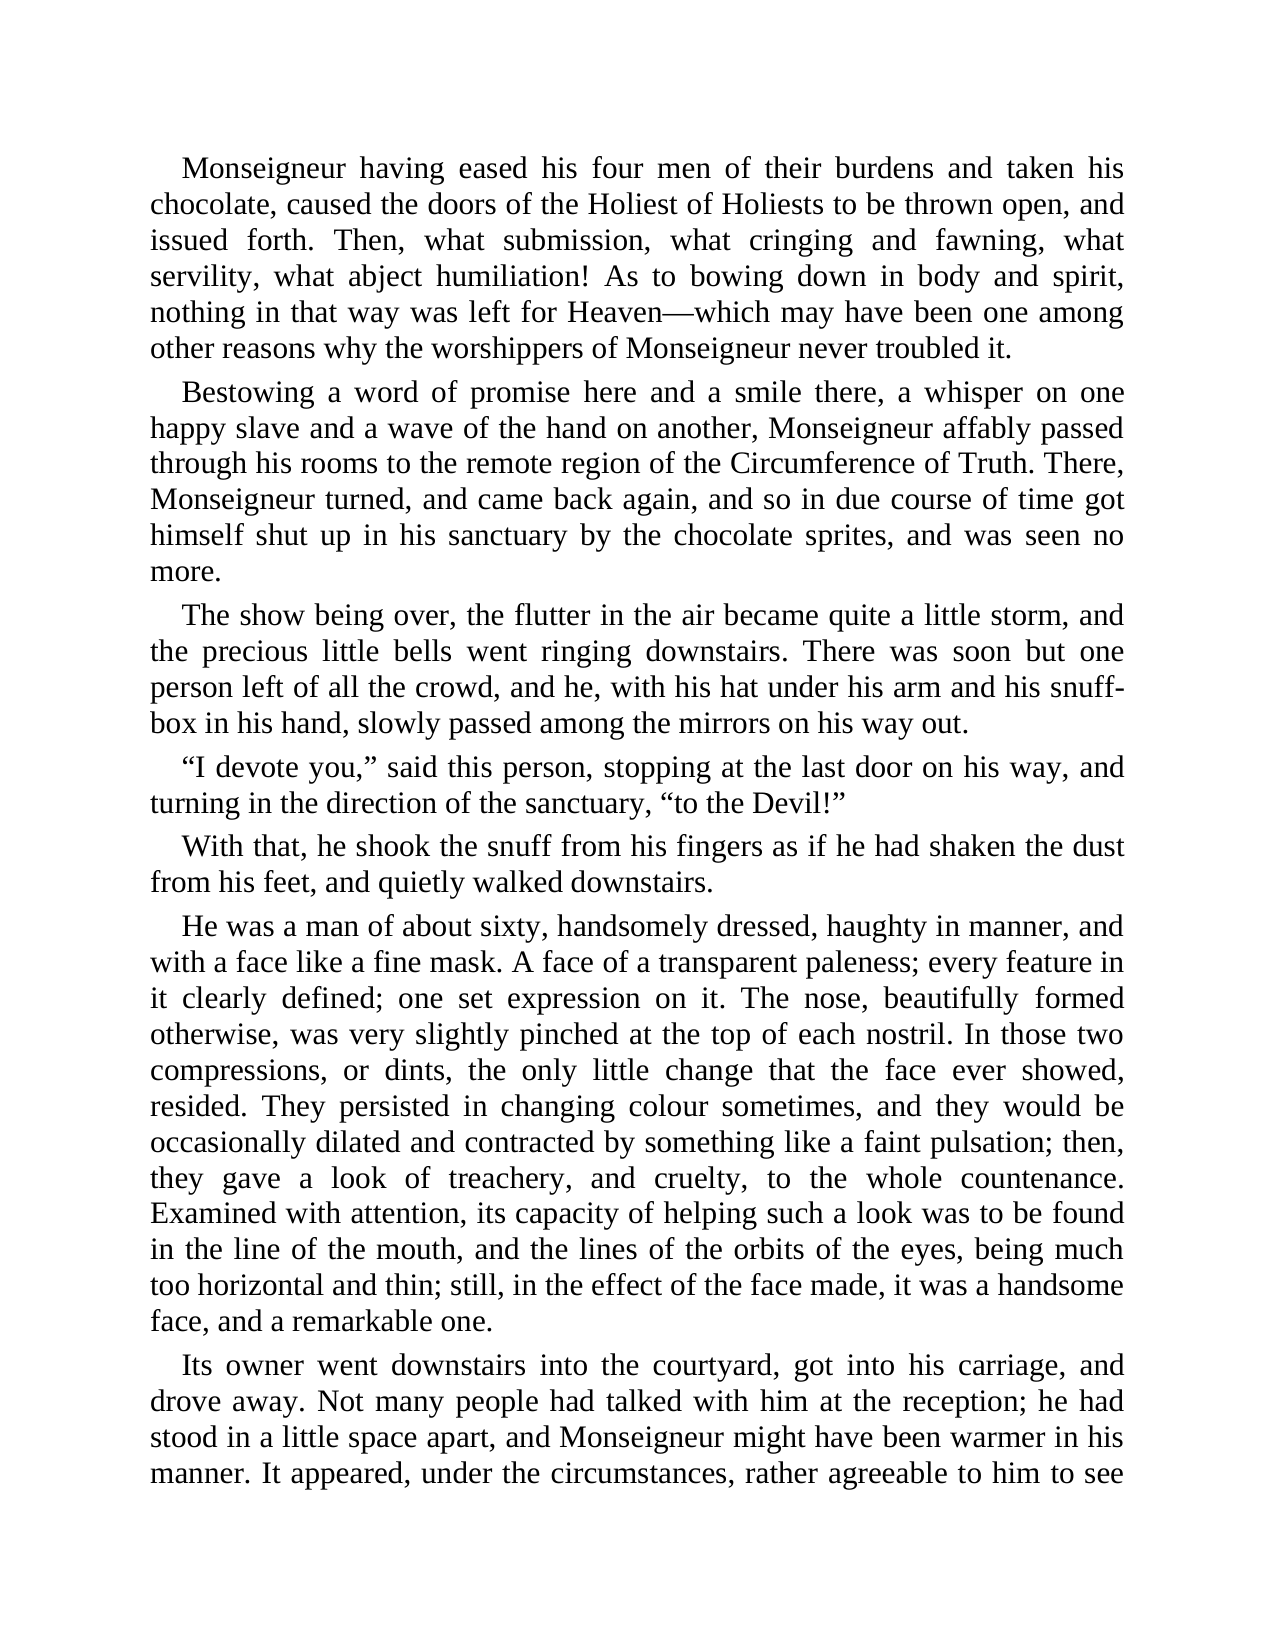 Monseigneur having eased his four men of their burdens and taken his
chocolate, caused the doors of the Holiest of Holiests to be thrown open, and
issued forth. Then, what submission, what cringing and fawning, what
servility, what abject humiliation! As to bowing down in body and spirit,
nothing in that way was left for Heaven—which may have been one among
other reasons why the worshippers of Monseigneur never troubled it.
Bestowing a word of promise here and a smile there, a whisper on one
happy slave and a wave of the hand on another, Monseigneur affably passed
through his rooms to the remote region of the Circumference of Truth. There,
Monseigneur turned, and came back again, and so in due course of time got
himself shut up in his sanctuary by the chocolate sprites, and was seen no
more.
The show being over, the flutter in the air became quite a little storm, and
the precious little bells went ringing downstairs. There was soon but one
person left of all the crowd, and he, with his hat under his arm and his snuff-
box in his hand, slowly passed among the mirrors on his way out.
“I devote you,” said this person, stopping at the last door on his way, and
turning in the direction of the sanctuary, “to the Devil!”
With that, he shook the snuff from his fingers as if he had shaken the dust
from his feet, and quietly walked downstairs.
He was a man of about sixty, handsomely dressed, haughty in manner, and
with a face like a fine mask. A face of a transparent paleness; every feature in
it clearly defined; one set expression on it. The nose, beautifully formed
otherwise, was very slightly pinched at the top of each nostril. In those two
compressions, or dints, the only little change that the face ever showed,
resided. They persisted in changing colour sometimes, and they would be
occasionally dilated and contracted by something like a faint pulsation; then,
they gave a look of treachery, and cruelty, to the whole countenance.
Examined with attention, its capacity of helping such a look was to be found
in the line of the mouth, and the lines of the orbits of the eyes, being much
too horizontal and thin; still, in the effect of the face made, it was a handsome
face, and a remarkable one.
Its owner went downstairs into the courtyard, got into his carriage, and
drove away. Not many people had talked with him at the reception; he had
stood in a little space apart, and Monseigneur might have been warmer in his
manner. It appeared, under the circumstances, rather agreeable to him to see